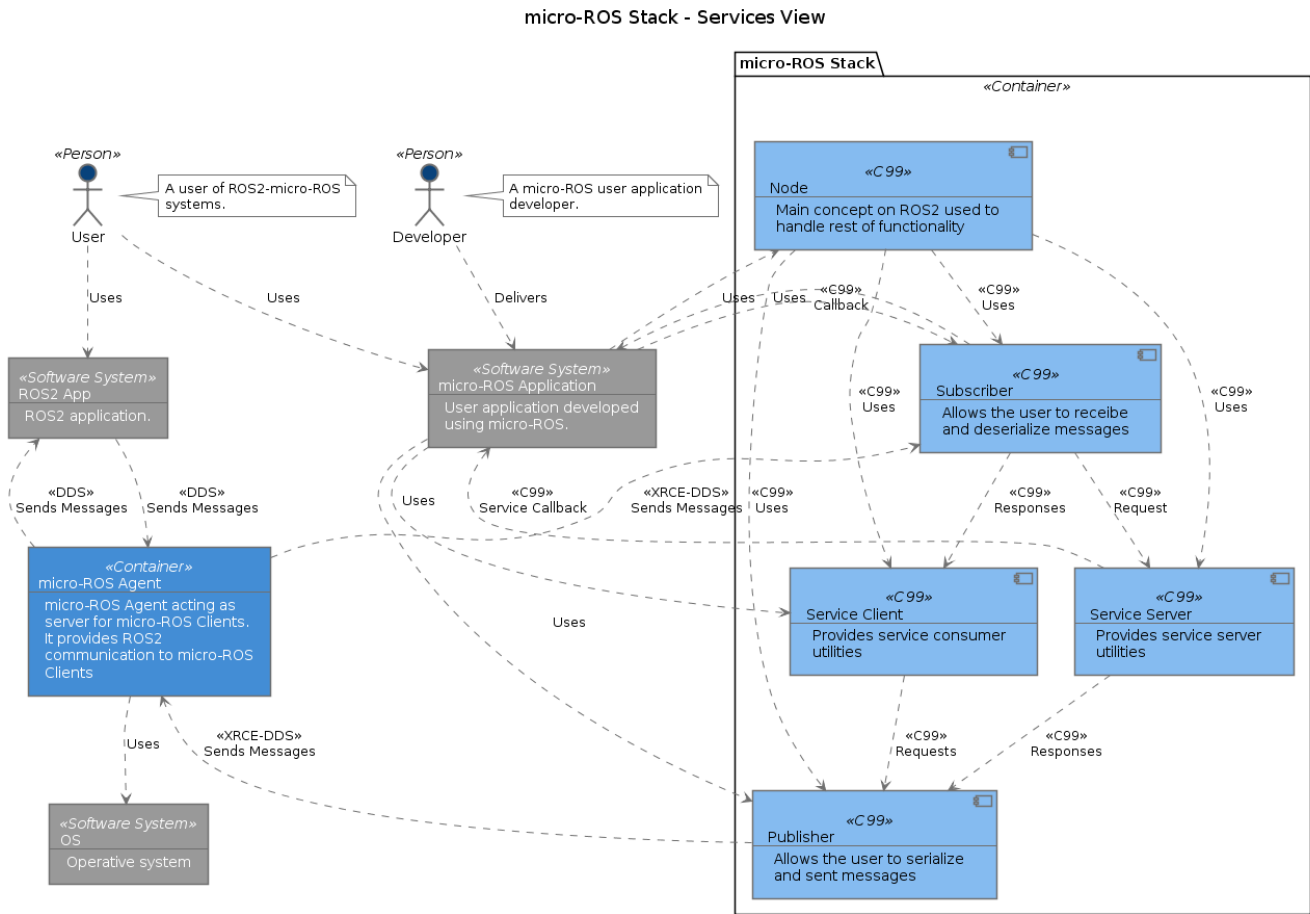 micro-ROS Stack - Services View
micro-ROS Stack
«Container»
«Person»
User
A user of ROS2-micro-ROS
systems.
«Person»
Developer
A micro-ROS user application
developer.
«C99»
Node
Main concept on ROS2 used to
handle rest of functionality
Uses
Uses
Delivers
Uses
Uses
«C99»
Callback
«C99»
Uses
«Software System»
ROS2 App
ROS2 application.
«Software System»
micro-ROS Application
User application developed
using micro-ROS.
«C99»
Subscriber
Allows the user to receibe
and deserialize messages
«C99»
Uses
«C99»
Uses
«DDS»
Sends Messages
«DDS»
Sends Messages
Uses
«C99»
Service Callback
«XRCE-DDS»
Sends Messages
«C99»
Uses
«C99»
Responses
«C99»
Request
«Container»
micro-ROS Agent
micro-ROS Agent acting as
server for micro-ROS Clients.
It provides ROS2
communication to micro-ROS
Clients
«C99»
Service Client
Provides service consumer
utilities
«C99»
Service Server
Provides service server
utilities
Uses
Uses
«XRCE-DDS»
Sends Messages
«C99»
Requests
«C99»
Responses
«Software System»
OS
Operative system
«C99»
Publisher
Allows the user to serialize
and sent messages